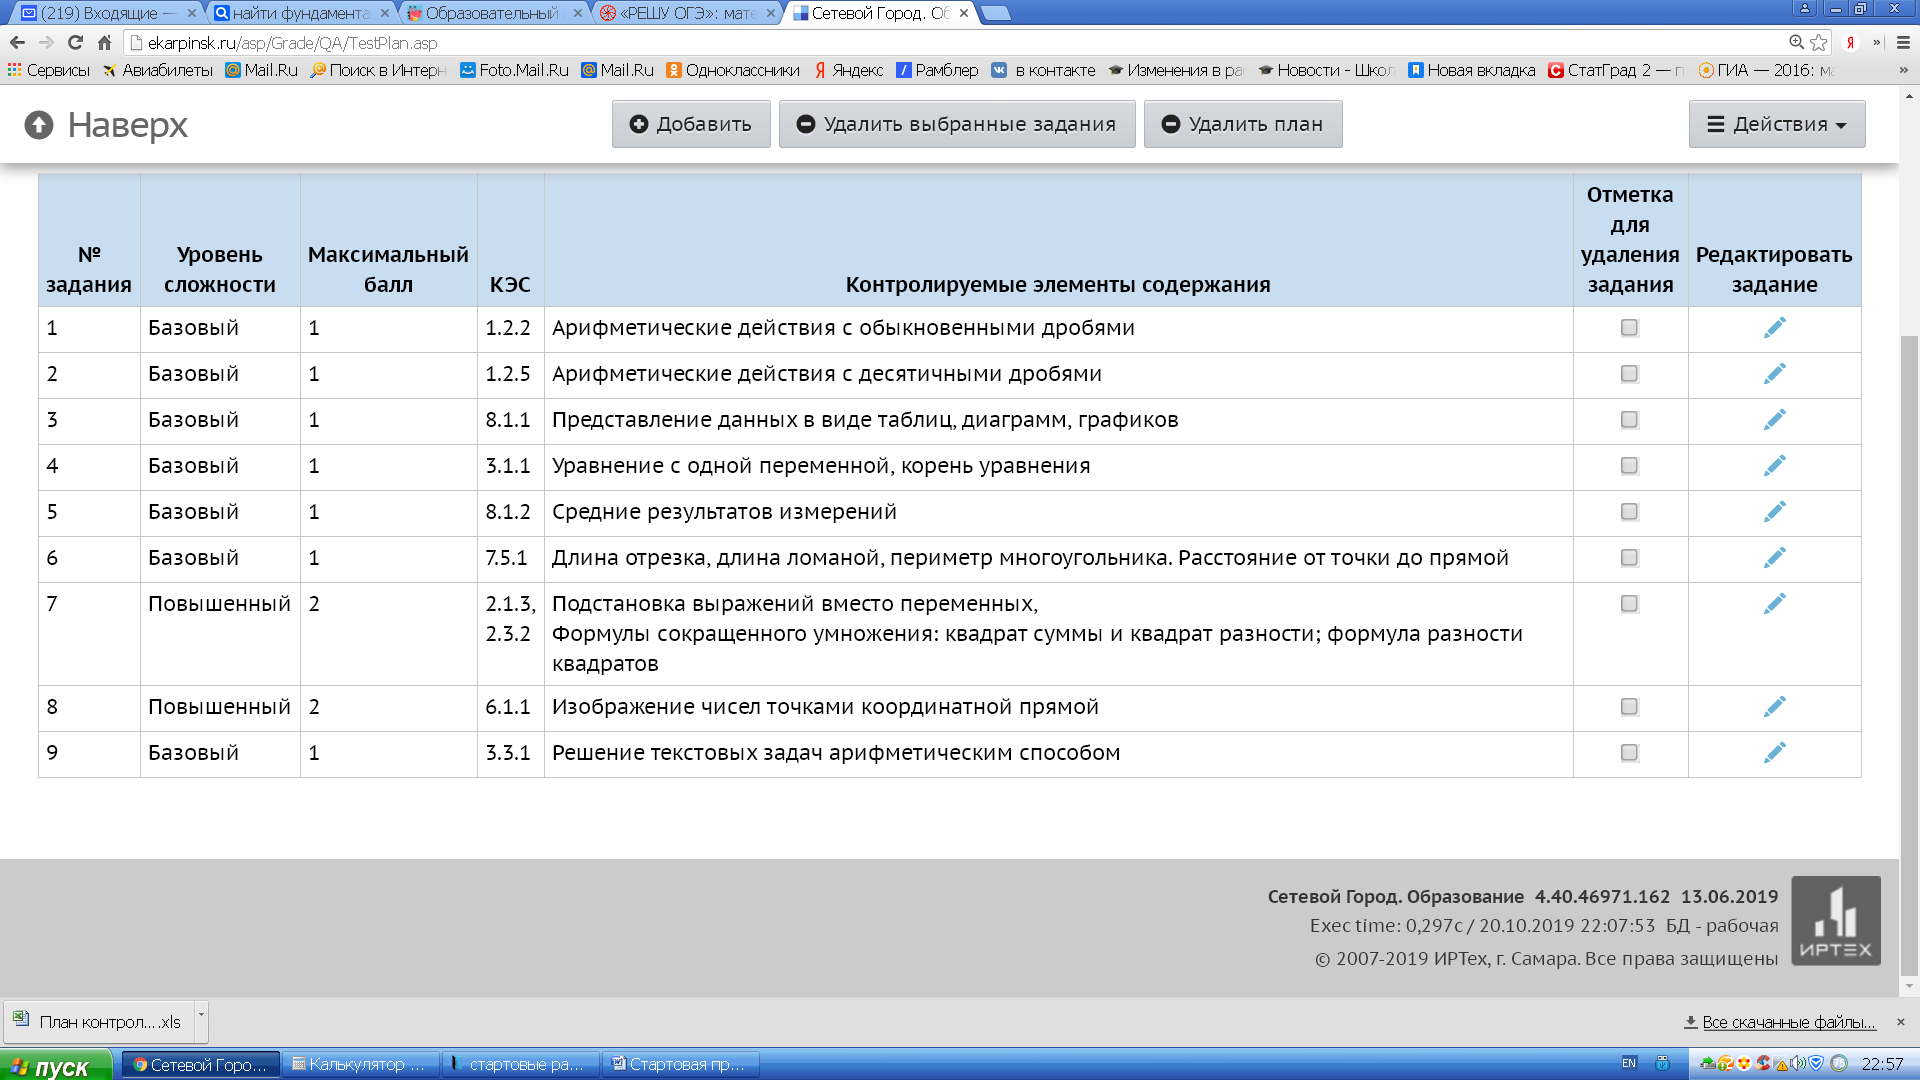 (219) Входящие —
найти фундамента
Образовательный
«РЕШУ ОГЭ»: мате
Сетевой Город. Об
ekarpinsk.ru/asp/Grade/QA/TestPlan.asp
Сервисы Авиабилеты Mail.Ru Поиск в Интерн Foto.Mail.Ru Mail.Ru Одноклассники Яндекс Рамблер в контакте Изменения в ра Новости - Школ Новая вкладка СтатГрад 2 — п ГИА — 2016: ма
Наверх
Добавить
Удалить выбранные задания
Удалить план
Действия
№ задания Уровень сложности Максимальный балл КЭС Контролируемые элементы содержания Отметка для удаления задания Редактировать задание
1 Базовый 1 1.2.2 Арифметические действия с обыкновенными дробями
2 Базовый 1 1.2.5 Арифметические действия с десятичными дробями
3 Базовый 1 8.1.1 Представление данных в виде таблиц, диаграмм, графиков
4 Базовый 1 3.1.1 Уравнение с одной переменной, корень уравнения
5 Базовый 1 8.1.2 Средние результатов измерений
6 Базовый 1 7.5.1 Длина отрезка, длина ломаной, периметр многоугольника. Расстояние от точки до прямой
7 Повышенный 2 2.1.3, Подстановка выражений вместо переменных,
2.3.2 Формулы сокращенного умножения: квадрат суммы и квадрат разности; формула разности
квадратов
8 Повышенный 2 6.1.1 Изображение чисел точками координатной прямой
9 Базовый 1 3.3.1 Решение текстовых задач арифметическим способом
Сетевой Город. Образование 4.40.46971.162 13.06.2019
Exec time: 0,297с / 20.10.2019 22:07:53 БД - рабочая
© 2007-2019 ИРТех, г. Самара. Все права защищены
ИРТЕХ
План контрол....xls
Все скачанные файлы...
пуск
Сетевой Горо...
Калькулятор ...
стартовые ра...
Стартовая пр...
EN
22:57